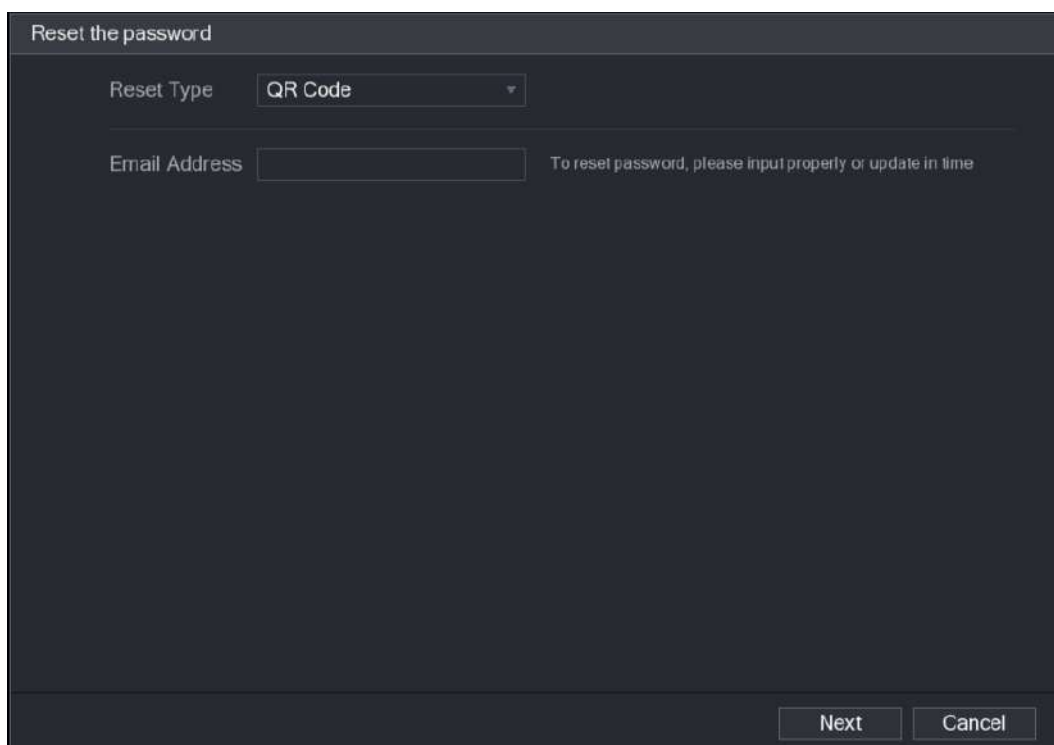 Reset the password
Reset Type QR Code
Email Address To reset password, please input properly or update in time
Next Cancel